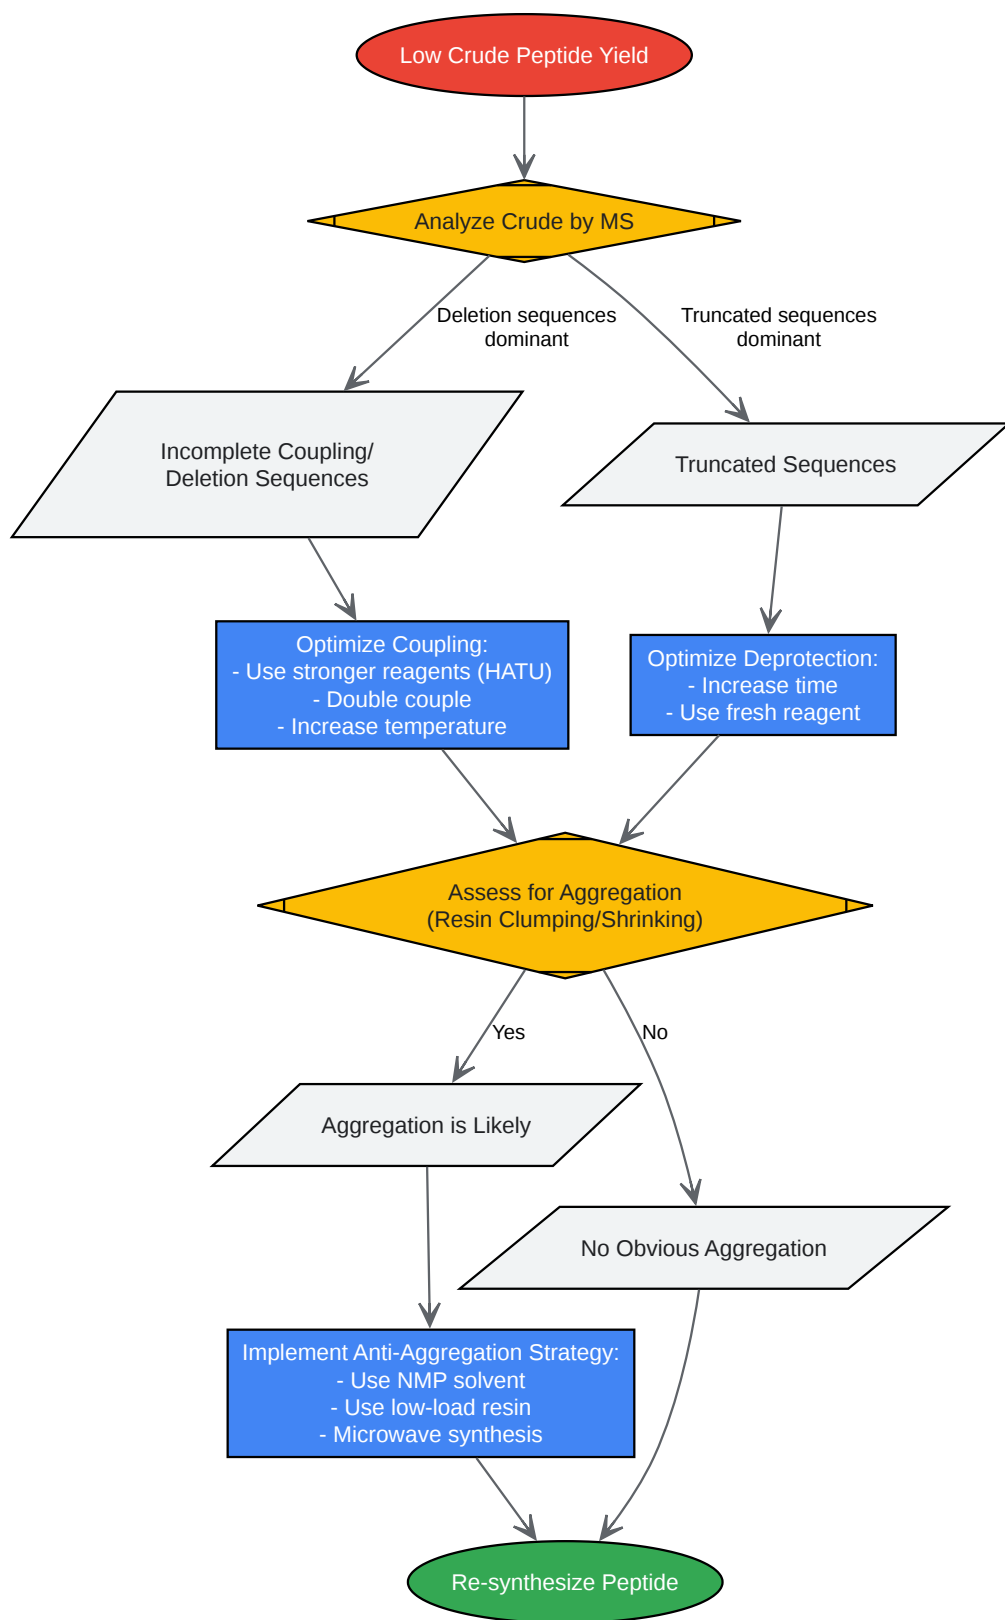 Low Crude Peptide Yield
Analyze Crude by MS
Deletion sequences
dominant
Truncated sequences
dominant
Incomplete Coupling/
Deletion Sequences
Truncated Sequences
Optimize Coupling:
- Use stronger reagents (HATU)
- Double couple
- Increase temperature
Optimize Deprotection:
- Increase time
- Use fresh reagent
Assess for Aggregation
(Resin Clumping/Shrinking)
Yes
No
Aggregation is Likely
No Obvious Aggregation
Implement Anti-Aggregation Strategy:
- Use NMP solvent
- Use low-load resin
- Microwave synthesis
Re-synthesize Peptide